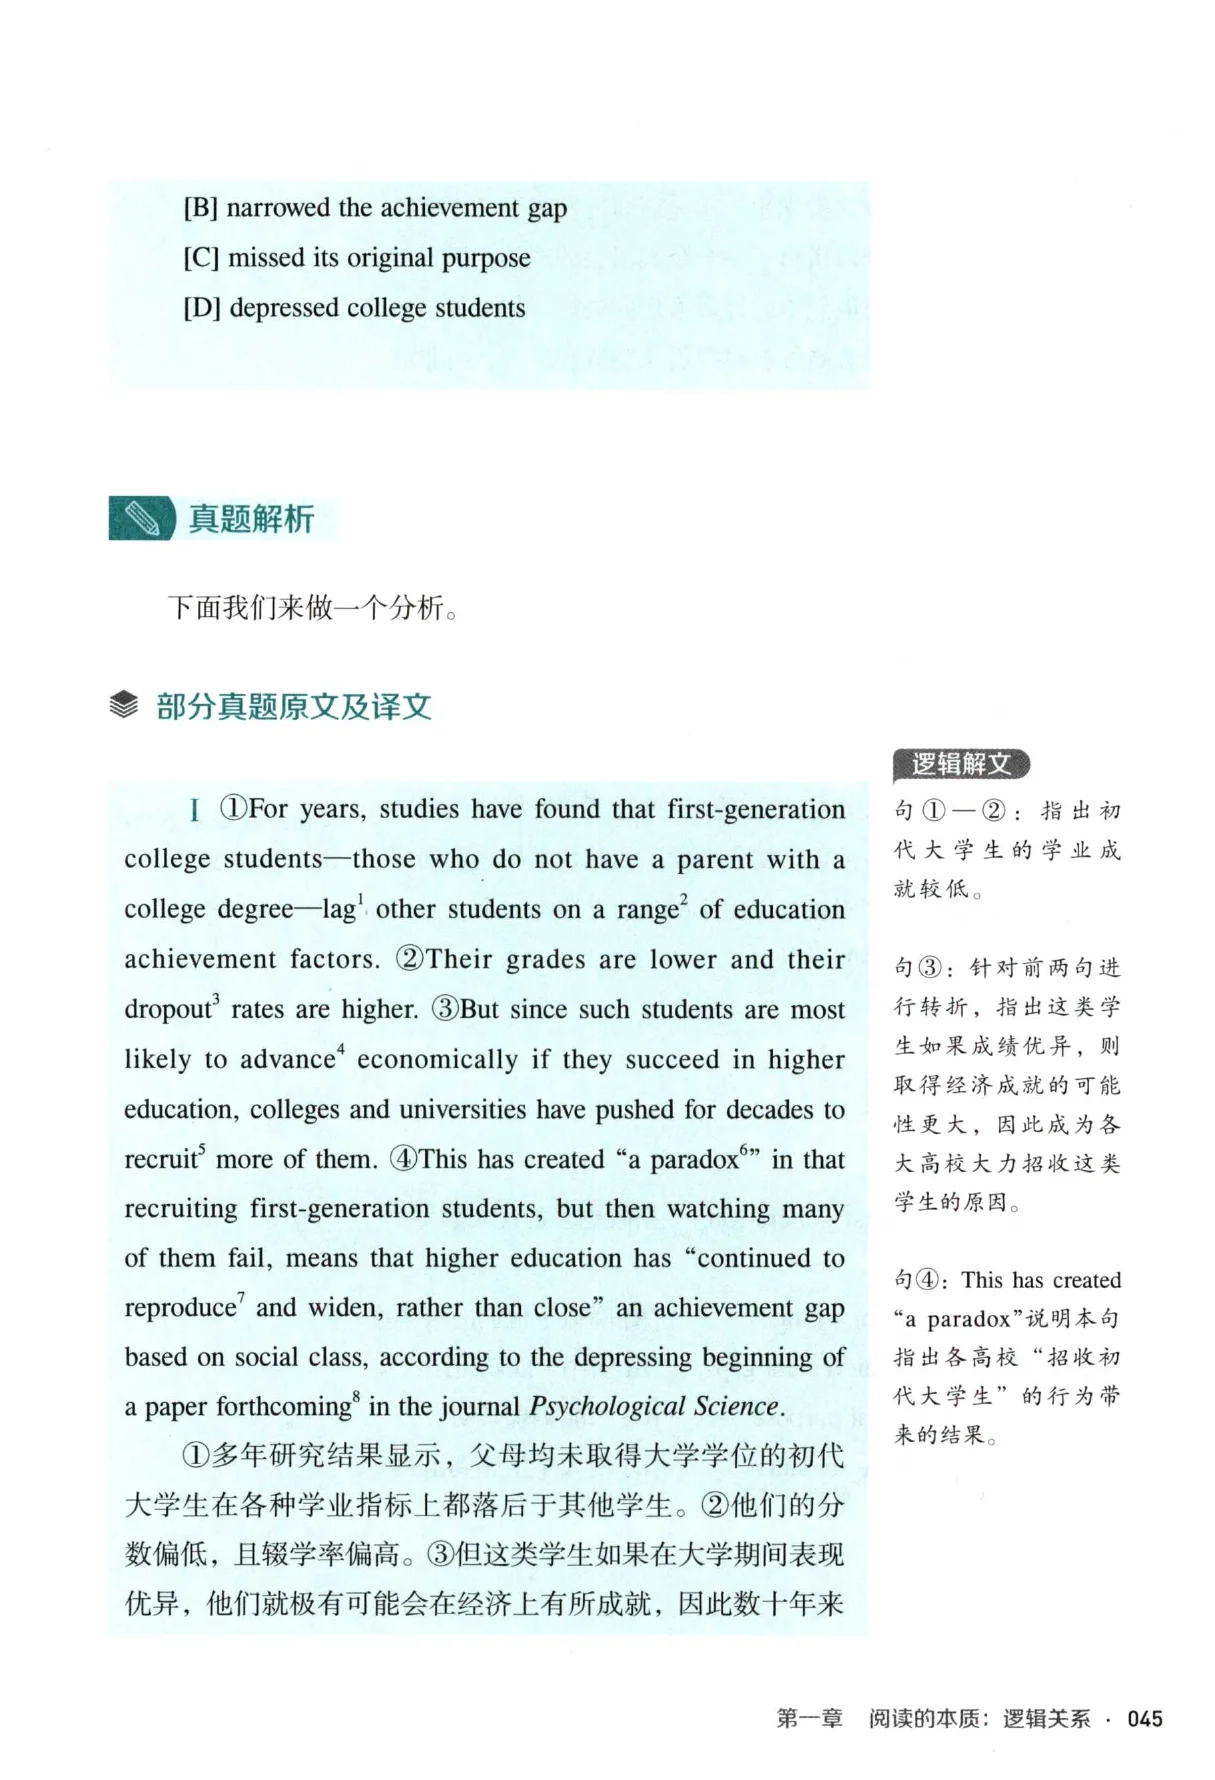 [B] narrowed the achievement gap
[C] missed its original purpose
[D] depressed college students
真题解析
下面我们来做一个分析。
部分真题原文及译文
I ①For years, studies have found that first-generation
college students—those who do not have a parent with a
college degree—lag¹ other students on a range² of education
achievement factors. ②Their grades are lower and their
dropout³ rates are higher. ③But since such students are most
likely to advance⁴ economically if they succeed in higher
education, colleges and universities have pushed for decades to
recruit⁵ more of them. ④This has created “a paradox⁶” in that
recruiting first-generation students, but then watching many
of them fail, means that higher education has “continued to
reproduce⁷ and widen, rather than close” an achievement gap
based on social class, according to the depressing beginning of
a paper forthcoming⁸ in the journal Psychological Science.
①多年研究结果显示，父母均未取得大学学位的初代
大学生在各种学业指标上都落后于其他学生。②他们的分
数偏低，且辍学率偏高。③但这类学生如果在大学期间表现
优异，他们就极有可能会在经济上有所成就，因此数十年来
逻辑解文
句①—②：指出初
代大学生的学业成
就较低。
句③：针对前两句进
行转折，指出这类学
生如果成绩优异，则
取得经济成就的可能
性更大，因此成为各
大高校大力招收这类
学生的原因。
句④：This has created
“a paradox”说明本句
指出各高校“招收初
代大学生”的行为带
来的结果。
第一章 阅读的本质：逻辑关系 · 045